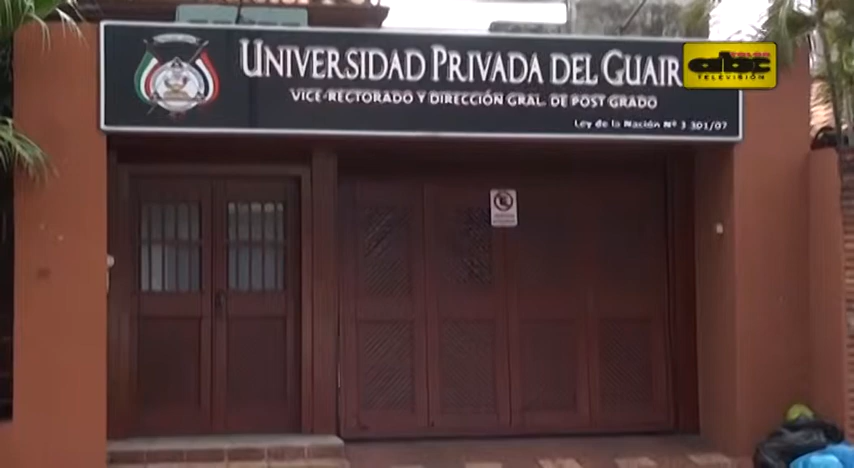 UNIVERSIDAD PRIVADA DEL GUAIR
VICE-RECTORADO Y DIRECCIÓN GRAL. DE POST GRADO
Ley de la Nación Nº 3 301/07
TELEDIARIO
abc
TELEVISIÓN